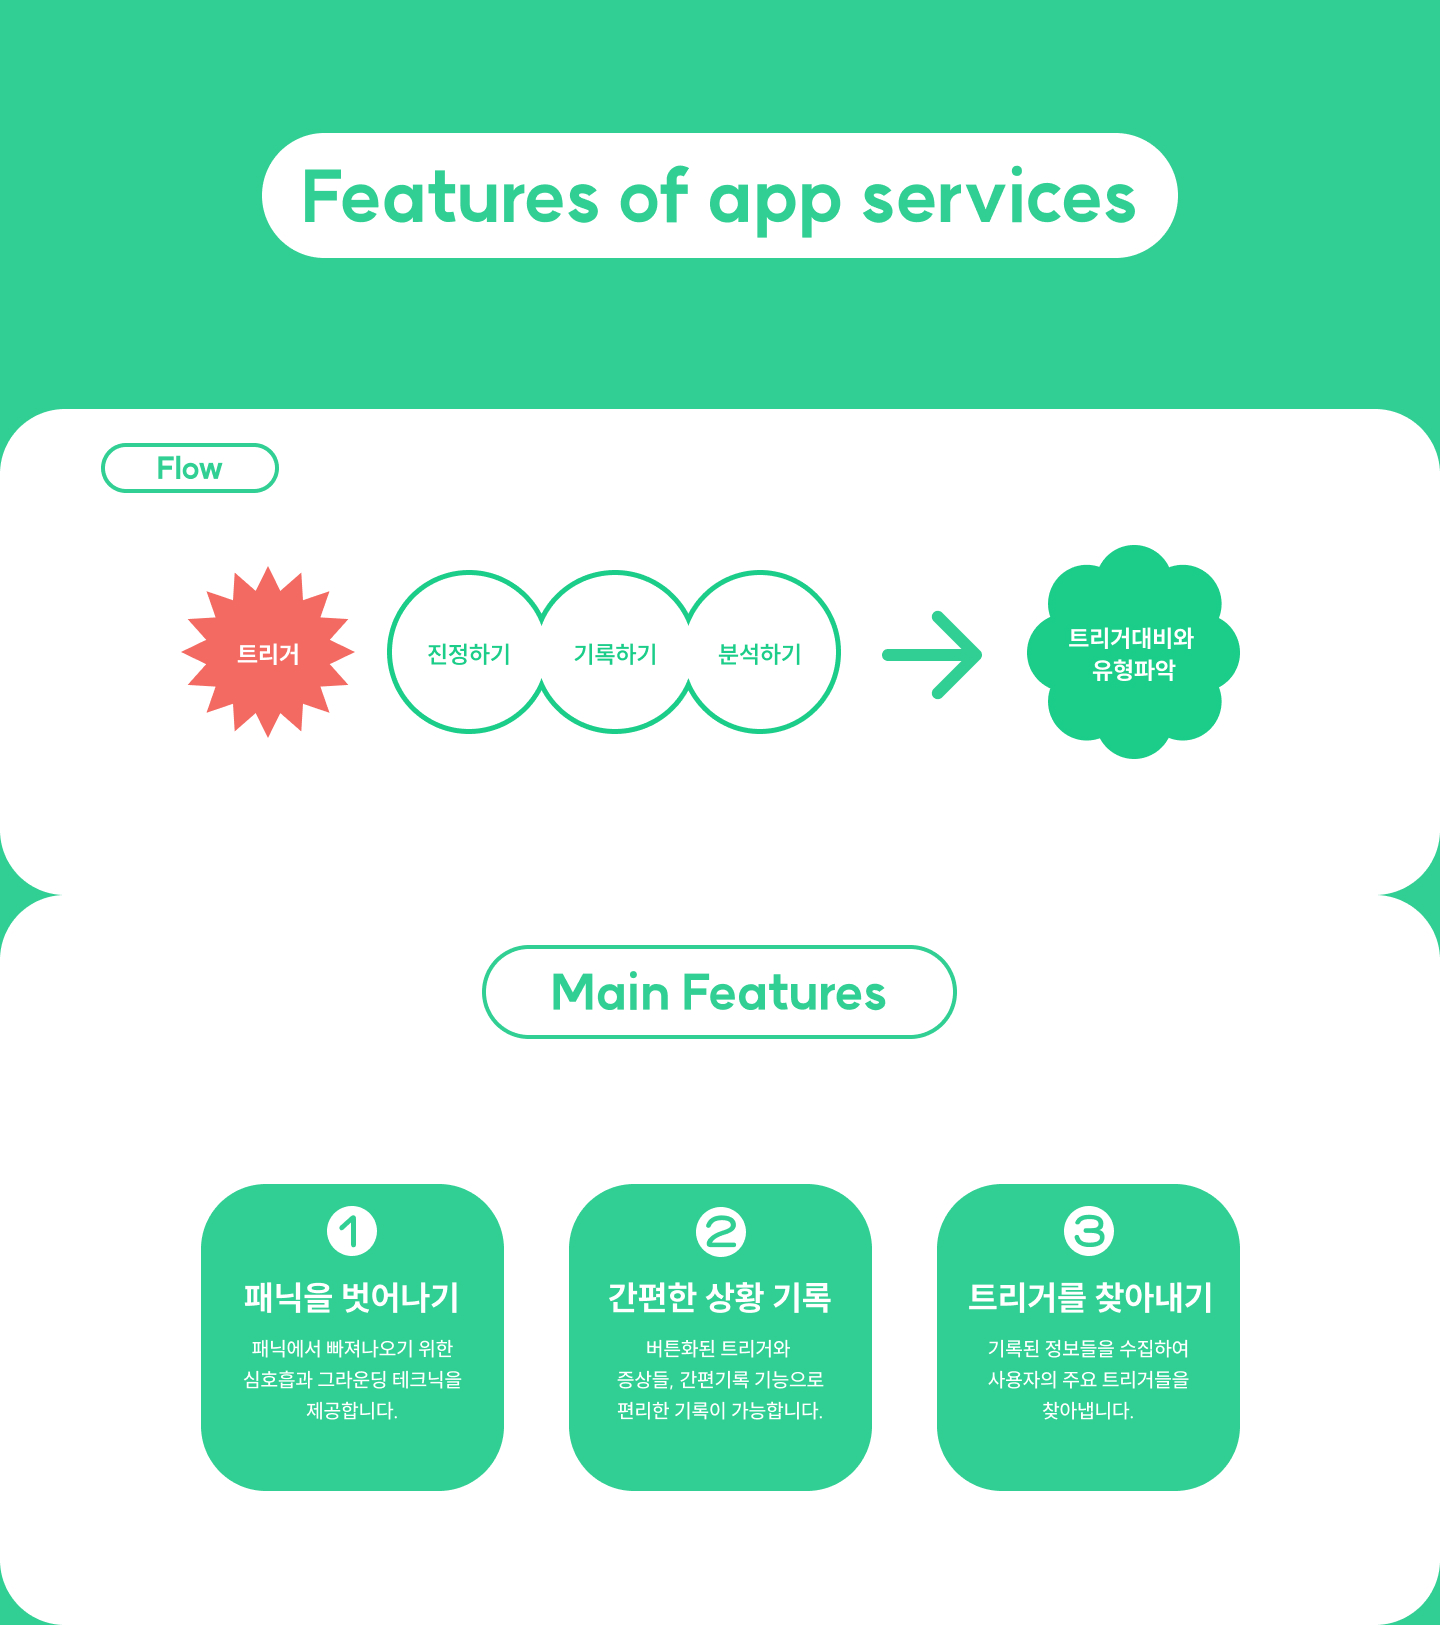 Features of app services
Flow
트리거
진정하기
기록하기
분석하기
트리거대비와
유형파악
Main Features
1
패닉을 벗어나기
패닉에서 빠져나오기 위한
심호흡과 그라운딩 테크닉을
제공합니다.
2
간편한 상황 기록
버튼화된 트리거와
증상들, 간편기록 기능으로
편리한 기록이 가능합니다.
3
트리거를 찾아내기
기록된 정보들을 수집하여
사용자의 주요 트리거들을
찾아냅니다.